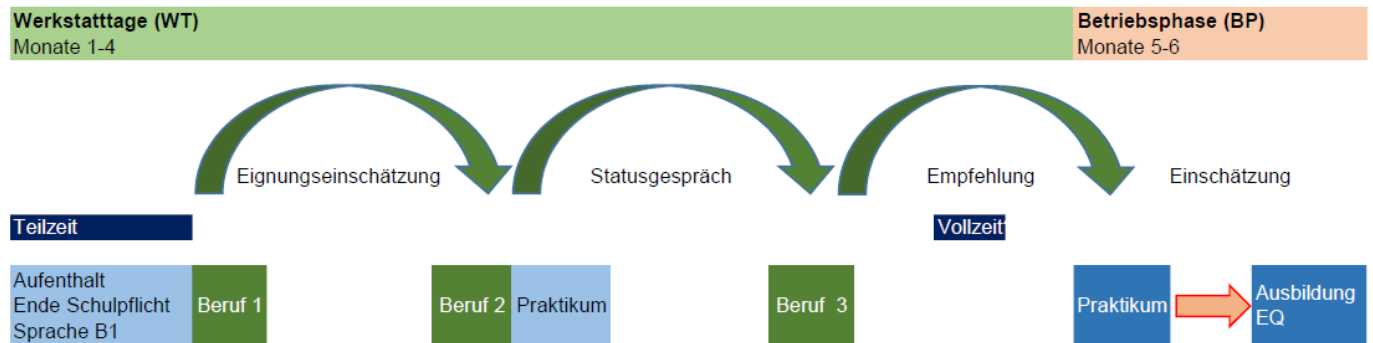 Werkstatttage (WT)
Monate 1-4
Betriebsphase (BP)
Monate 5-6
Eignungseinschätzung
Statusgespräch
Empfehlung
Einschätzung
Teilzeit
Vollzeit
Aufenthalt
Ende Schulpflicht
Sprache B1
Beruf 1
Beruf 2
Praktikum
Beruf 3
Praktikum
Ausbildung
EQ